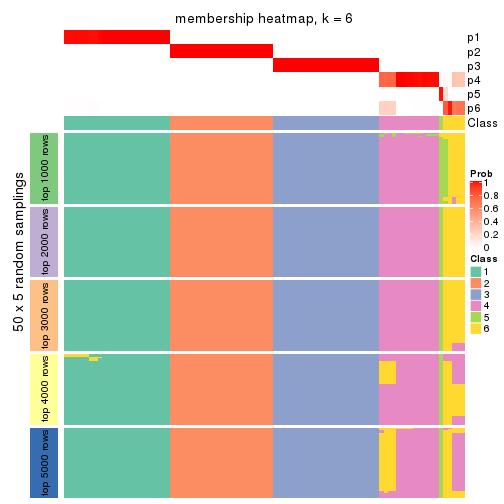 membership heatmap, k = 6
p1
p2
p3
p4
p5
p6
Class
50 x 5 random samplings
top 1000 rows
top 2000 rows
top 3000 rows
top 4000 rows
top 5000 rows
Prob
1
0.8
0.6
0.4
0.2
0
Class
1
2
3
4
5
6